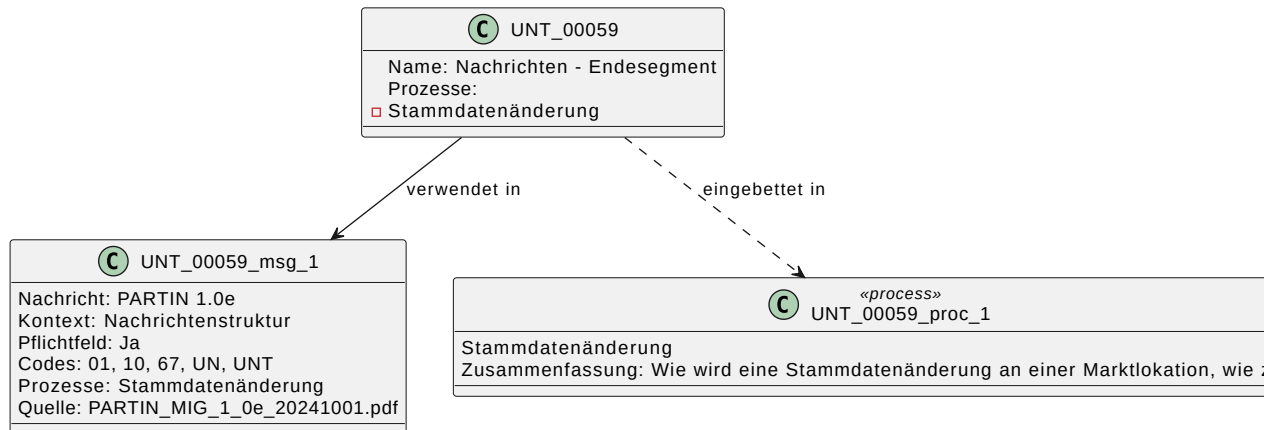 C UNT_00059
Name: Nachrichten - Endesegment
Prozesse:
Stammdatenänderung
verwendet in
eingebettet in
C UNT_00059_msg_1
Nachricht: PARTIN 1.0e
Kontext: Nachrichtenstruktur
Pflichtfeld: Ja
Codes: 01, 10, 67, UN, UNT
Prozesse: Stammdatenänderung
Quelle: PARTIN_MIG_1_0e_20241001.pdf
«process»
C UNT_00059_proc_1
Stammdatenänderung
Zusammenfassung: Wie wird eine Stammdatenänderung an einer Marktlokation, wie